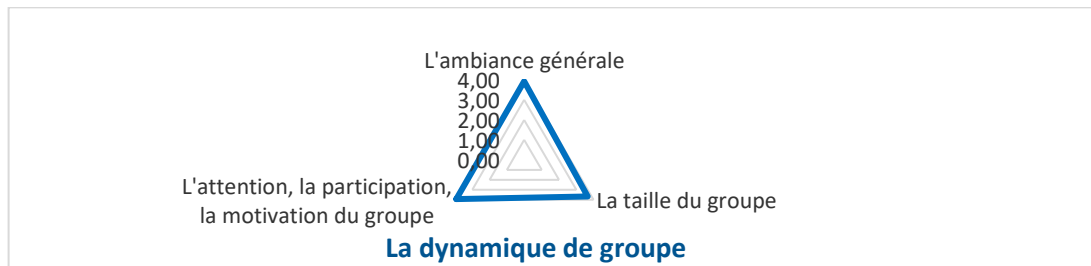 L'ambiance générale
4,00
3,00
2,00
1,00
0,00
L'attention, la participation,
la motivation du groupe
La taille du groupe
La dynamique de groupe